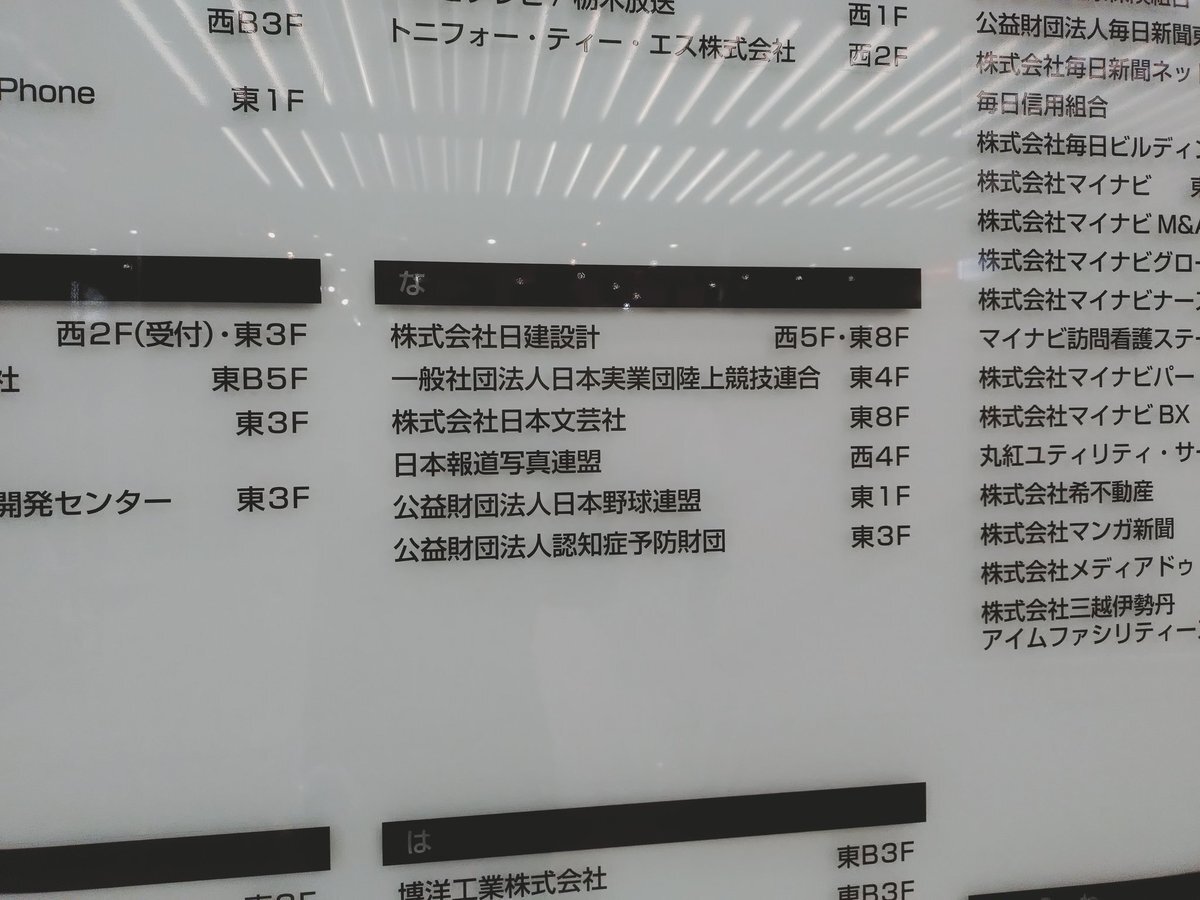 西B3F
Phone 東1F
西2F(受付)・東3F
社 東B5F
東3F
開発センター 東3F
栃木放送 西1F
トニフォー・ティー・エス株式会社 西2F
な
株式会社日建設計 西5F・東8F
一般社団法人日本実業団陸上競技連合 東4F
株式会社日本文芸社 東8F
日本報道写真連盟 西4F
公益財団法人日本野球連盟 東1F
公益財団法人認知症予防財団 東3F
は
博洋工業株式会社 東B3F
東B3F
公益財団法人毎日新聞
株式会社毎日新聞ネッ
毎日信用組合
株式会社毎日ビルディン
株式会社マイナビ 東
株式会社マイナビ M&A
株式会社マイナビグロー
株式会社マイナビナー
マイナビ訪問看護ステー
株式会社マイナビパー
株式会社マイナビ BX
丸紅ユティリティ・サー
株式会社希不動産
株式会社マンガ新聞
株式会社メディアドゥ
株式会社三越伊勢丹
アイムファシリティー